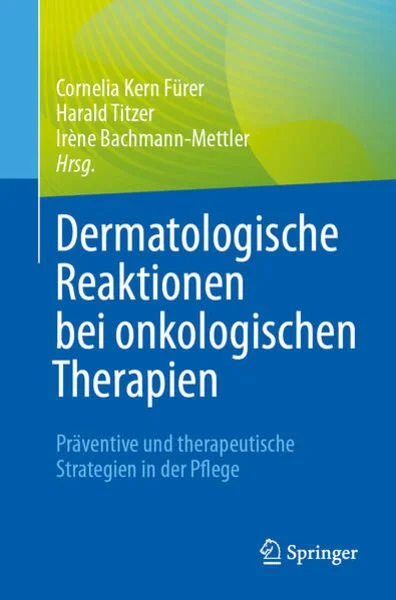 Cornelia Kern Fürer
Harald Titzer
Irène Bachmann-Mettler
Hrsg.
Dermatologische
Reaktionen
bei onkologischen
Therapien
Präventive und therapeutische
Strategien in der Pflege
Springer